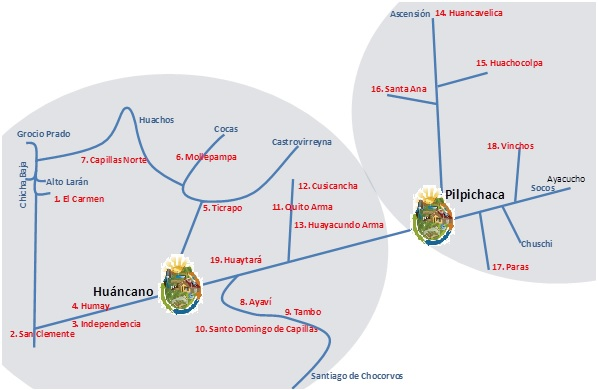 Ascensión 14. Huancavelica
15. Huachocolpa
16. Santa Ana
Grocio Prado
Huachos
Cocas
Castrovirreyna
18. Vinchos
7. Capillas Norte
6. Mollepampa
Chicha Baja
Alto Larán
12. Cusicancha
Pilpichaca
Ayacucho
Socos
1. El Carmen
5. Ticrapo
11. Quito Arma
13. Huayacundo Arma
Chuschi
19. Huaytará
17. Paras
Huáncano
4. Humay
8. Ayaví
9. Tambo
3. Independencia
2. San Clemente
10. Santo Domingo de Capillas
Santiago de Chocorvos